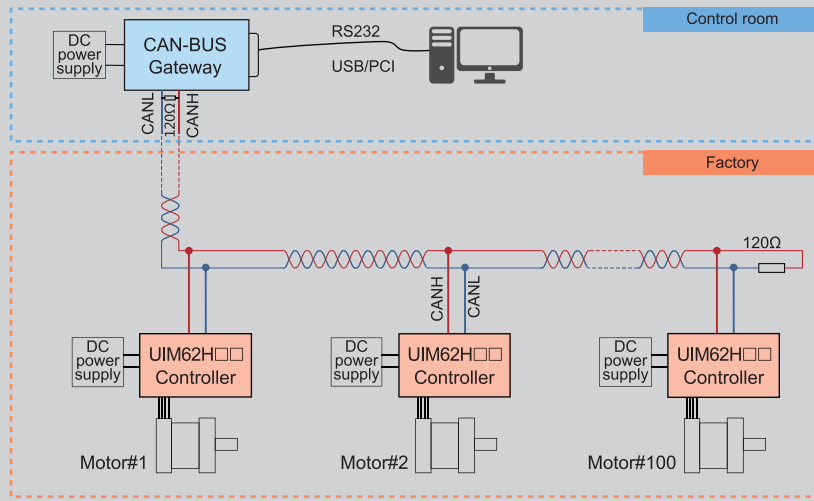 Control room
DC
power
supply
CAN-BUS
Gateway
RS232
USB/PCI
CANL
120Ω
CANH
Factory
120Ω
CANH
CANL
DC
power
supply
UIM62H□□
Controller
DC
power
supply
UIM62H□□
Controller
DC
power
supply
UIM62H□□
Controller
Motor#1
Motor#2
Motor#100